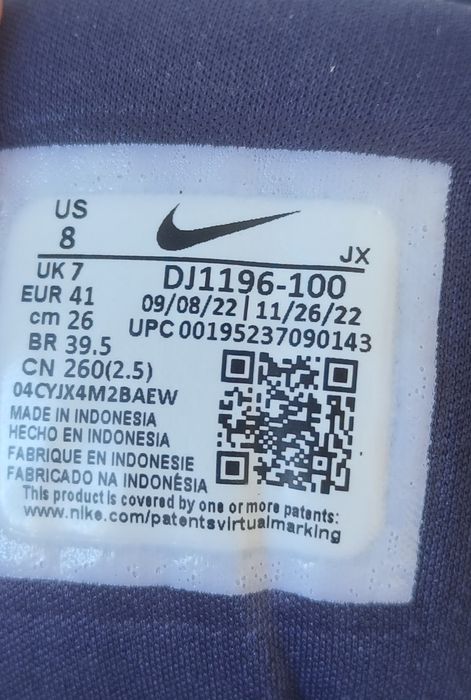 US
8
JX
UK 7
DJ1196-100
EUR 41
09/08/22 | 11/26/22
cm 26
UPC 00195237090143
BR 39.5
CN 260(2.5)
04CYJX4M2BAEW
MADE IN INDONESIA
HECHO EN INDONESIA
FABRIQUE EN INDONESIE
FABRICADO NA INDONÉSIA
This product is covered by one or more patents:
www.nike.com/patentsvirtualmarking